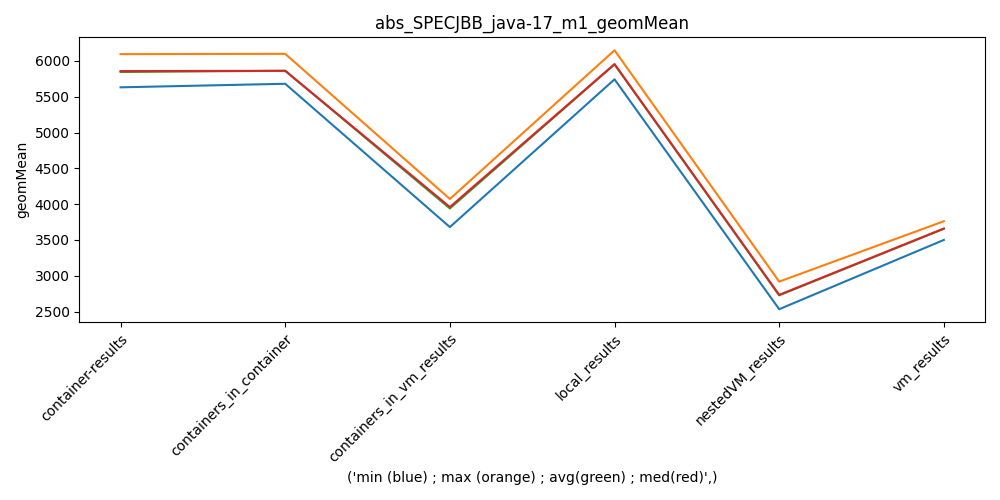 abs_SPECJBB_java-17_m1_geomMean
geomMean
6000
5500
5000
4500
4000
3500
3000
2500
container-results
containers_in_container
containers_in_vm_results
local_results
nestedVM_results
vm_results
('min (blue) ; max (orange) ; avg(green) ; med(red)',)